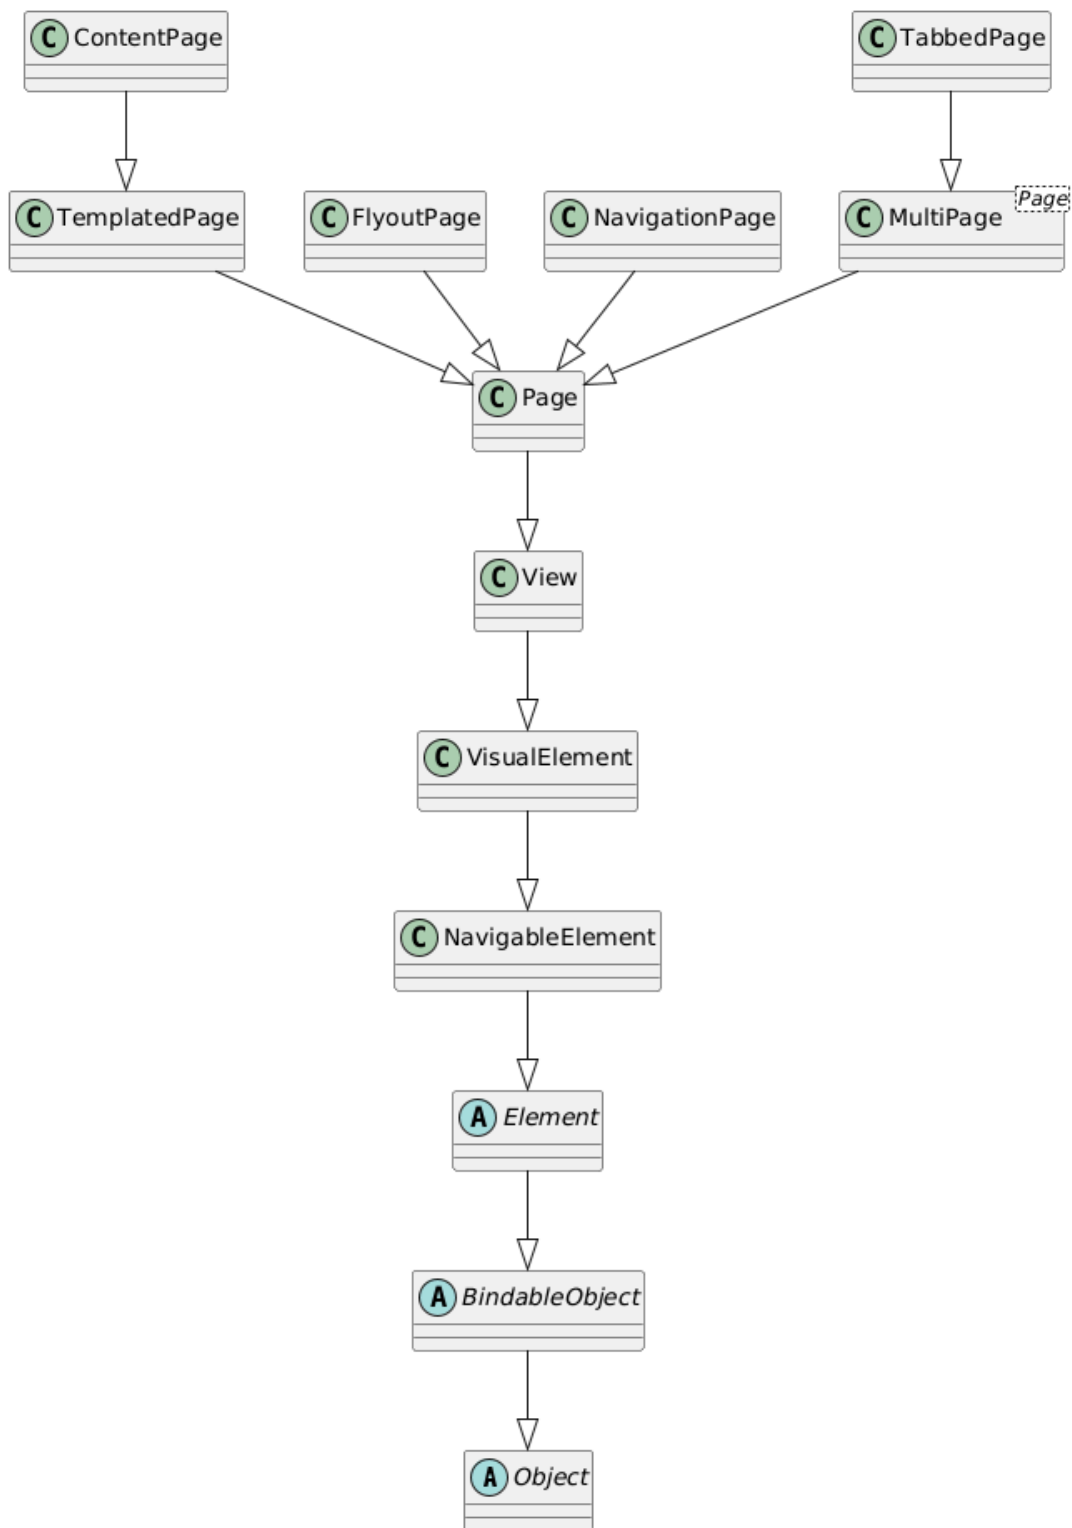 C ContentPage
C TabbedPage
C TemplatedPage
C FlyoutPage
C NavigationPage
C MultiPage
Page
C Page
C View
C VisualElement
C NavigableElement
A Element
A BindableObject
A Object